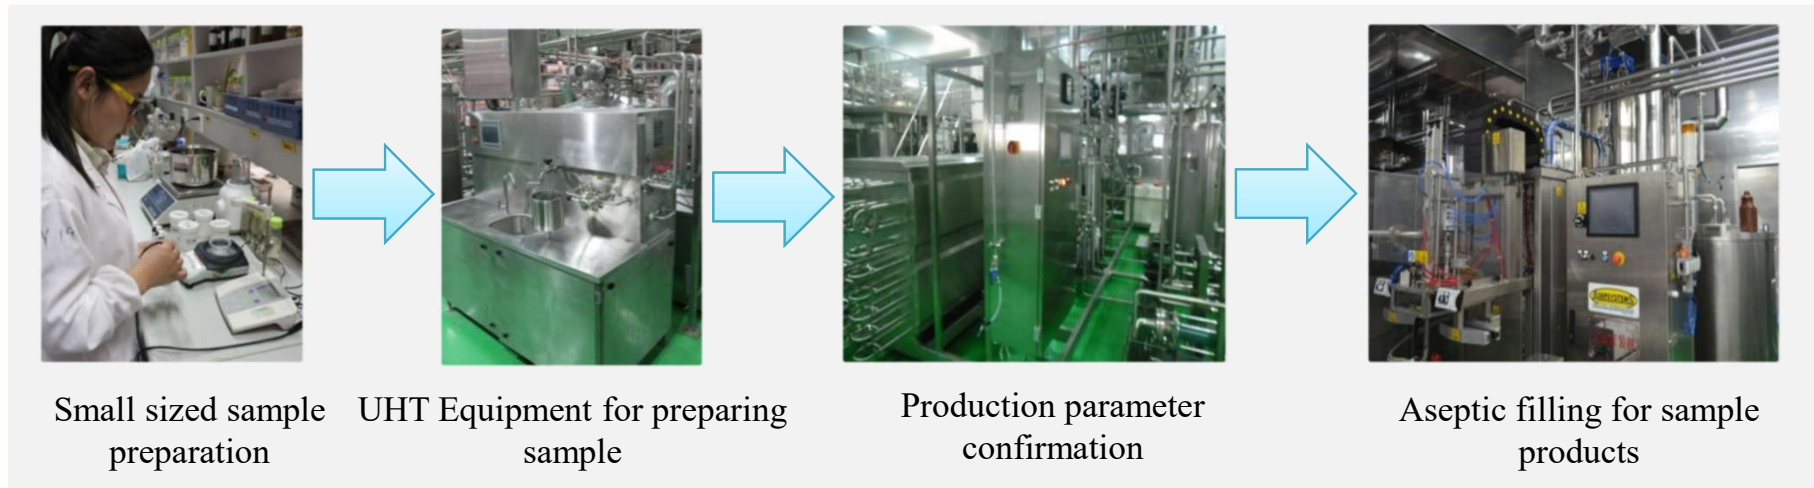 Small sized sample
preparation
UHT Equipment for preparing
sample
Production parameter
confirmation
Aseptic filling for sample
products